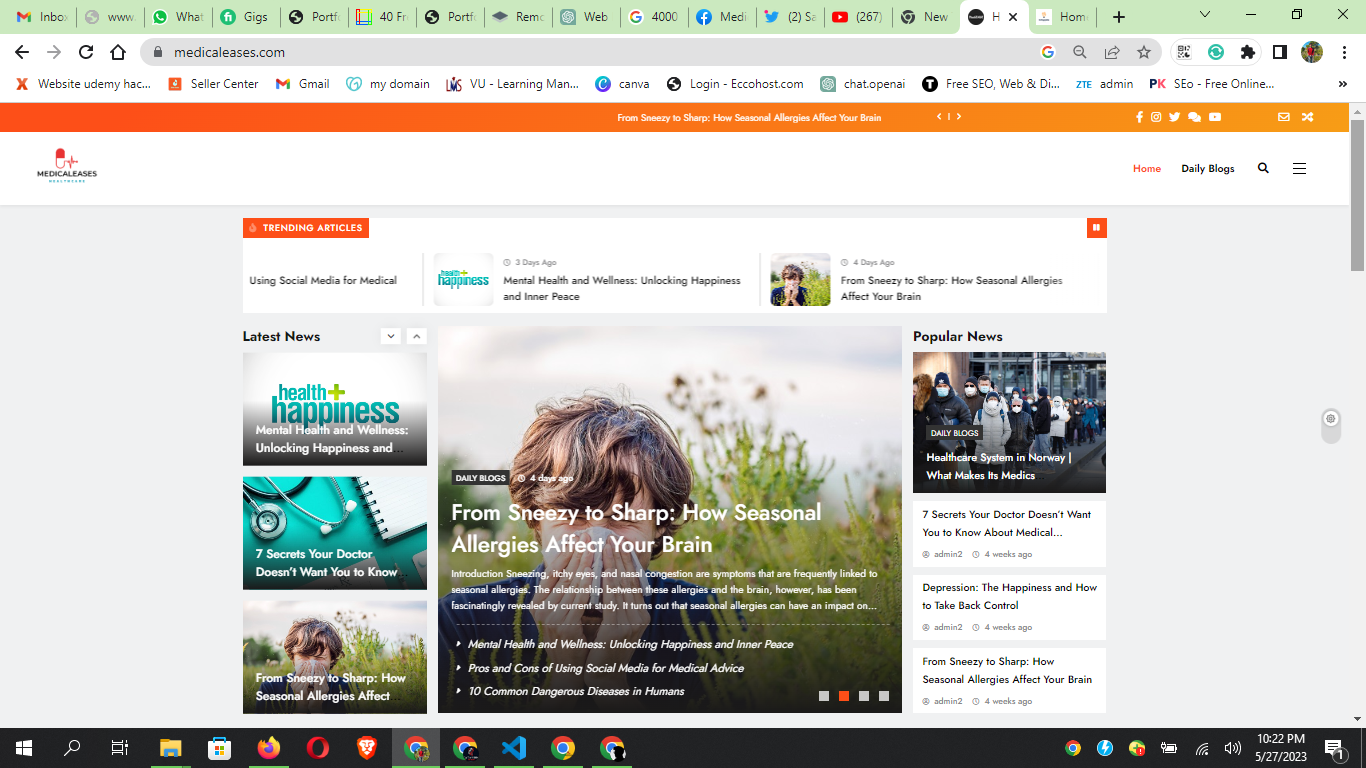 Inbox
www.
What
Gigs
Portf
40 Fr
Portf
Remo
Web
4000
Medi
(2) Sa
(267)
New
H
Home
medicaleases.com
Website udemy hac...
Seller Center
Gmail
my domain
VU - Learning Man...
canva
Login - Eccohost.com
chat.openai
Free SEO, Web & Di...
ZTE admin
PK SEo - Free Online...
From Sneezy to Sharp: How Seasonal Allergies Affect Your Brain
MEDICALEASES
HEALTHCARE
Home
Daily Blogs
TRENDING ARTICLES
Using Social Media for Medical
health+
happiness
3 Days Ago
Mental Health and Wellness: Unlocking Happiness
and Inner Peace
4 Days Ago
From Sneezy to Sharp: How Seasonal Allergies
Affect Your Brain
Latest News
health+
happiness
Mental Health and Wellness:
Unlocking Happiness and
7 Secrets Your Doctor
Doesn't Want You to Know
From Sneezy to Sharp: How
Seasonal Allergies Affect
DAILY BLOGS
4 days ago
From Sneezy to Sharp: How Seasonal
Allergies Affect Your Brain
Introduction Sneezing, itchy eyes, and nasal congestion are symptoms that are frequently linked to
seasonal allergies. The relationship between these allergies and the brain, however, has been
fascinatingly revealed by current study. It turns out that seasonal allergies can have an impact on...
Mental Health and Wellness: Unlocking Happiness and Inner Peace
Pros and Cons of Using Social Media for Medical Advice
10 Common Dangerous Diseases in Humans
Popular News
DAILY BLOGS
Healthcare System in Norway |
What Makes Its Medics
7 Secrets Your Doctor Doesn't Want
You to Know About Medical...
admin2 4 weeks ago
Depression: The Happiness and How
to Take Back Control
admin2 4 weeks ago
From Sneezy to Sharp: How
Seasonal Allergies Affect Your Brain
admin2 4 weeks ago
10:22 PM
5/27/2023
1